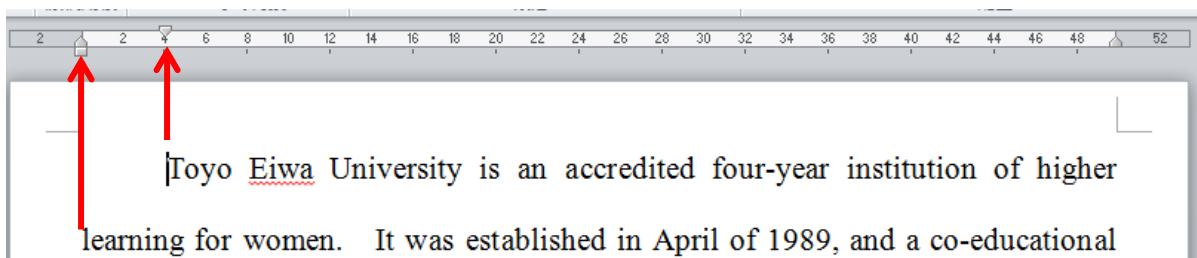 2 2 4 6 8 10 12 14 16 18 20 22 24 26 28 30 32 34 36 38 40 42 44 46 48 52
Toyo Eiwa University is an accredited four-year institution of higher
learning for women. It was established in April of 1989, and a co-educational